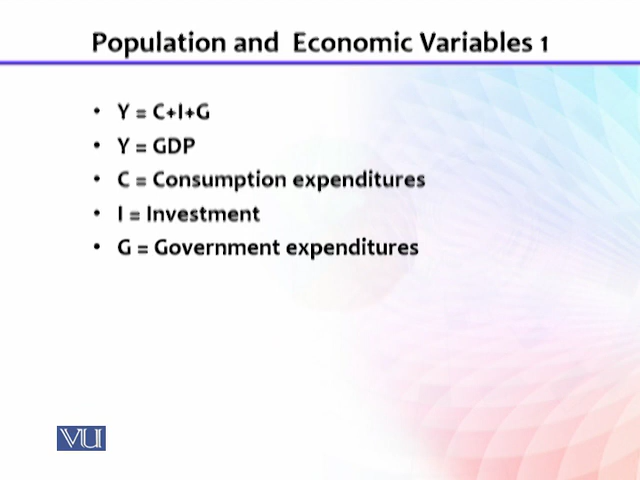 Population and Economic Variables 1
• Y = C+I+G
• Y = GDP
• C = Consumption expenditures
• I = Investment
• G = Government expenditures
VU